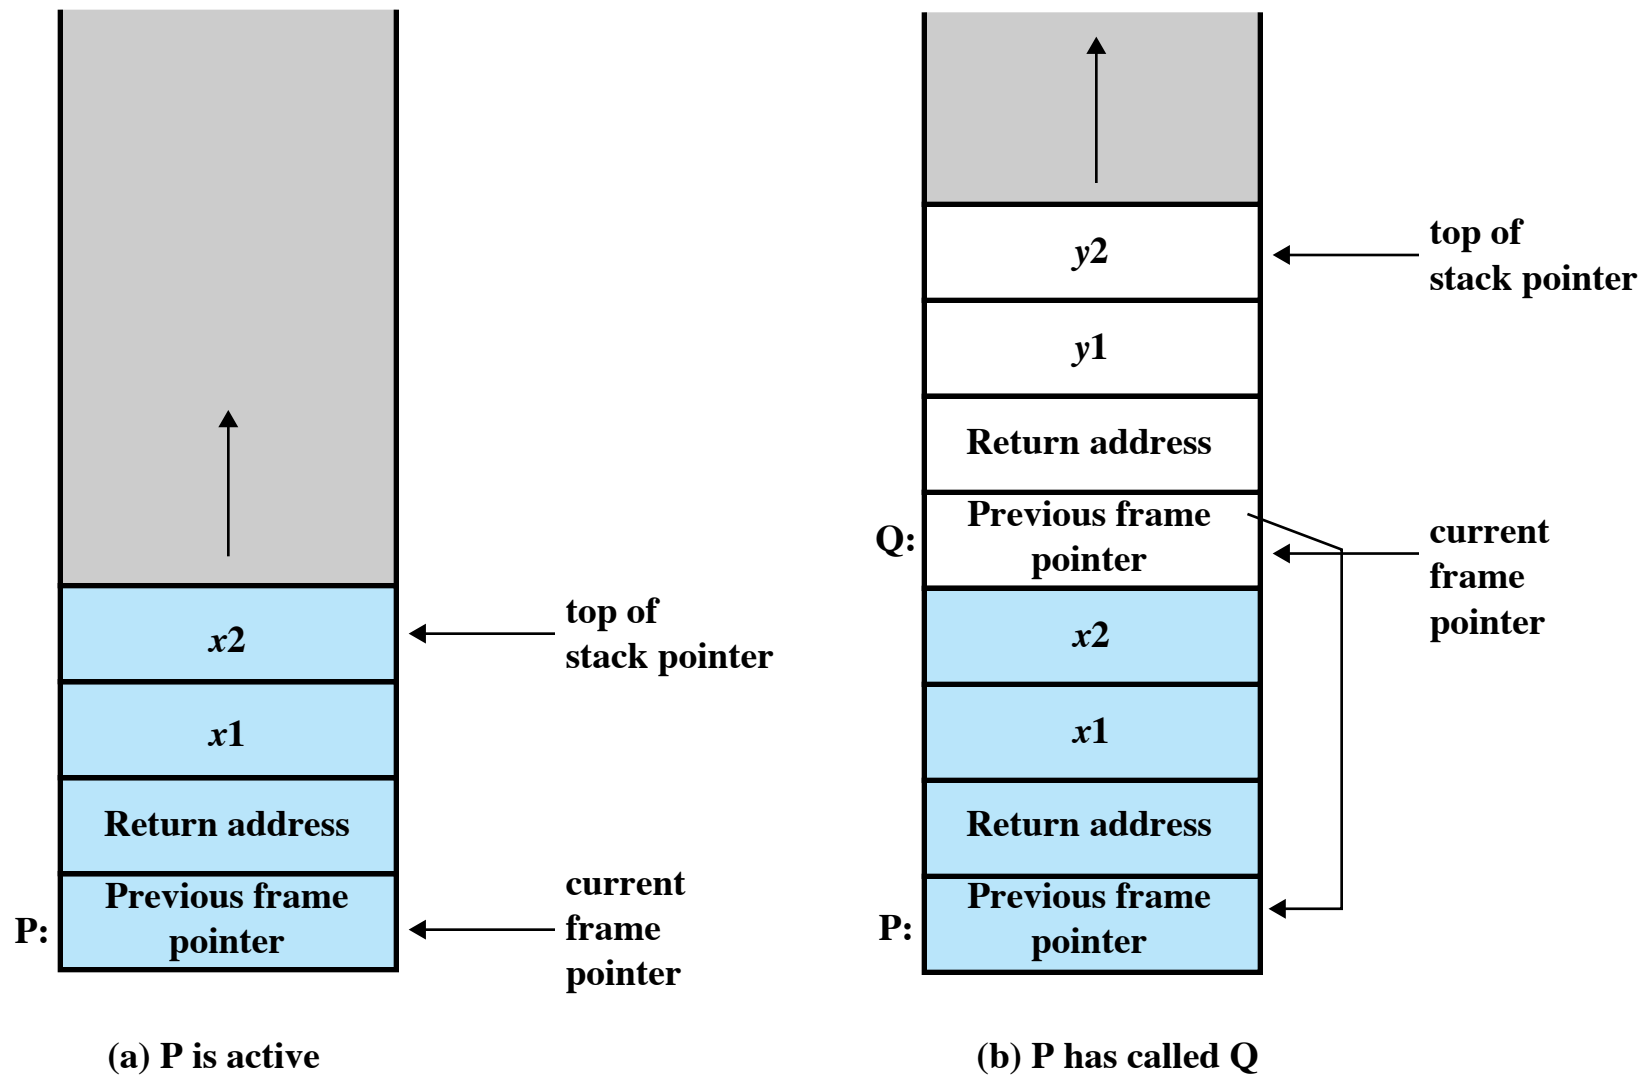 x2
top of
stack pointer
x1
Return address
P:
Previous frame
pointer
current
frame
pointer
(a) P is active
y2
top of
stack pointer
y1
Return address
Q:
Previous frame
pointer
current
frame
pointer
x2
x1
Return address
P:
Previous frame
pointer
(b) P has called Q